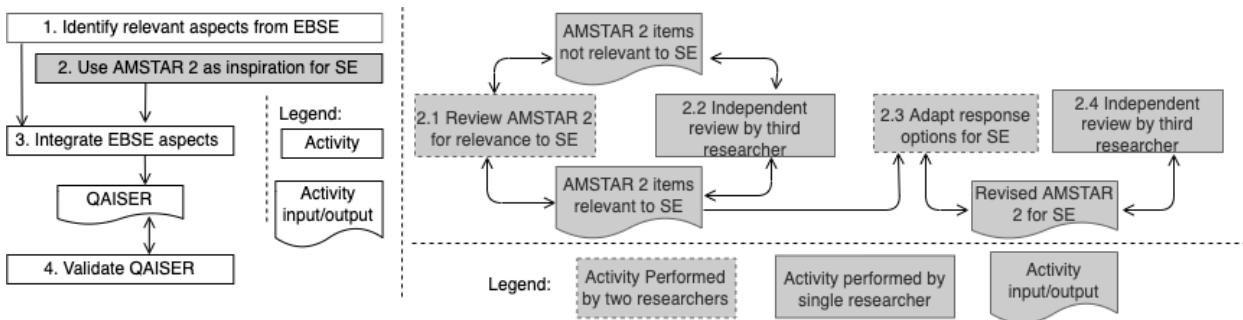 1. Identify relevant aspects from EBSE
2. Use AMSTAR 2 as inspiration for SE
3. Integrate EBSE aspects
QAISER
4. Validate QAISER
Legend:
Activity
Activity
input/output
AMSTAR 2 items
not relevant to SE
2.1 Review AMSTAR 2
for relevance to SE
2.2 Independent
review by third
researcher
AMSTAR 2 items
relevant to SE
2.3 Adapt response
options for SE
2.4 Independent
review by third
researcher
Revised AMSTAR
2 for SE
Legend:
Activity Performed
by two researchers
Activity performed by
single researcher
Activity
input/output